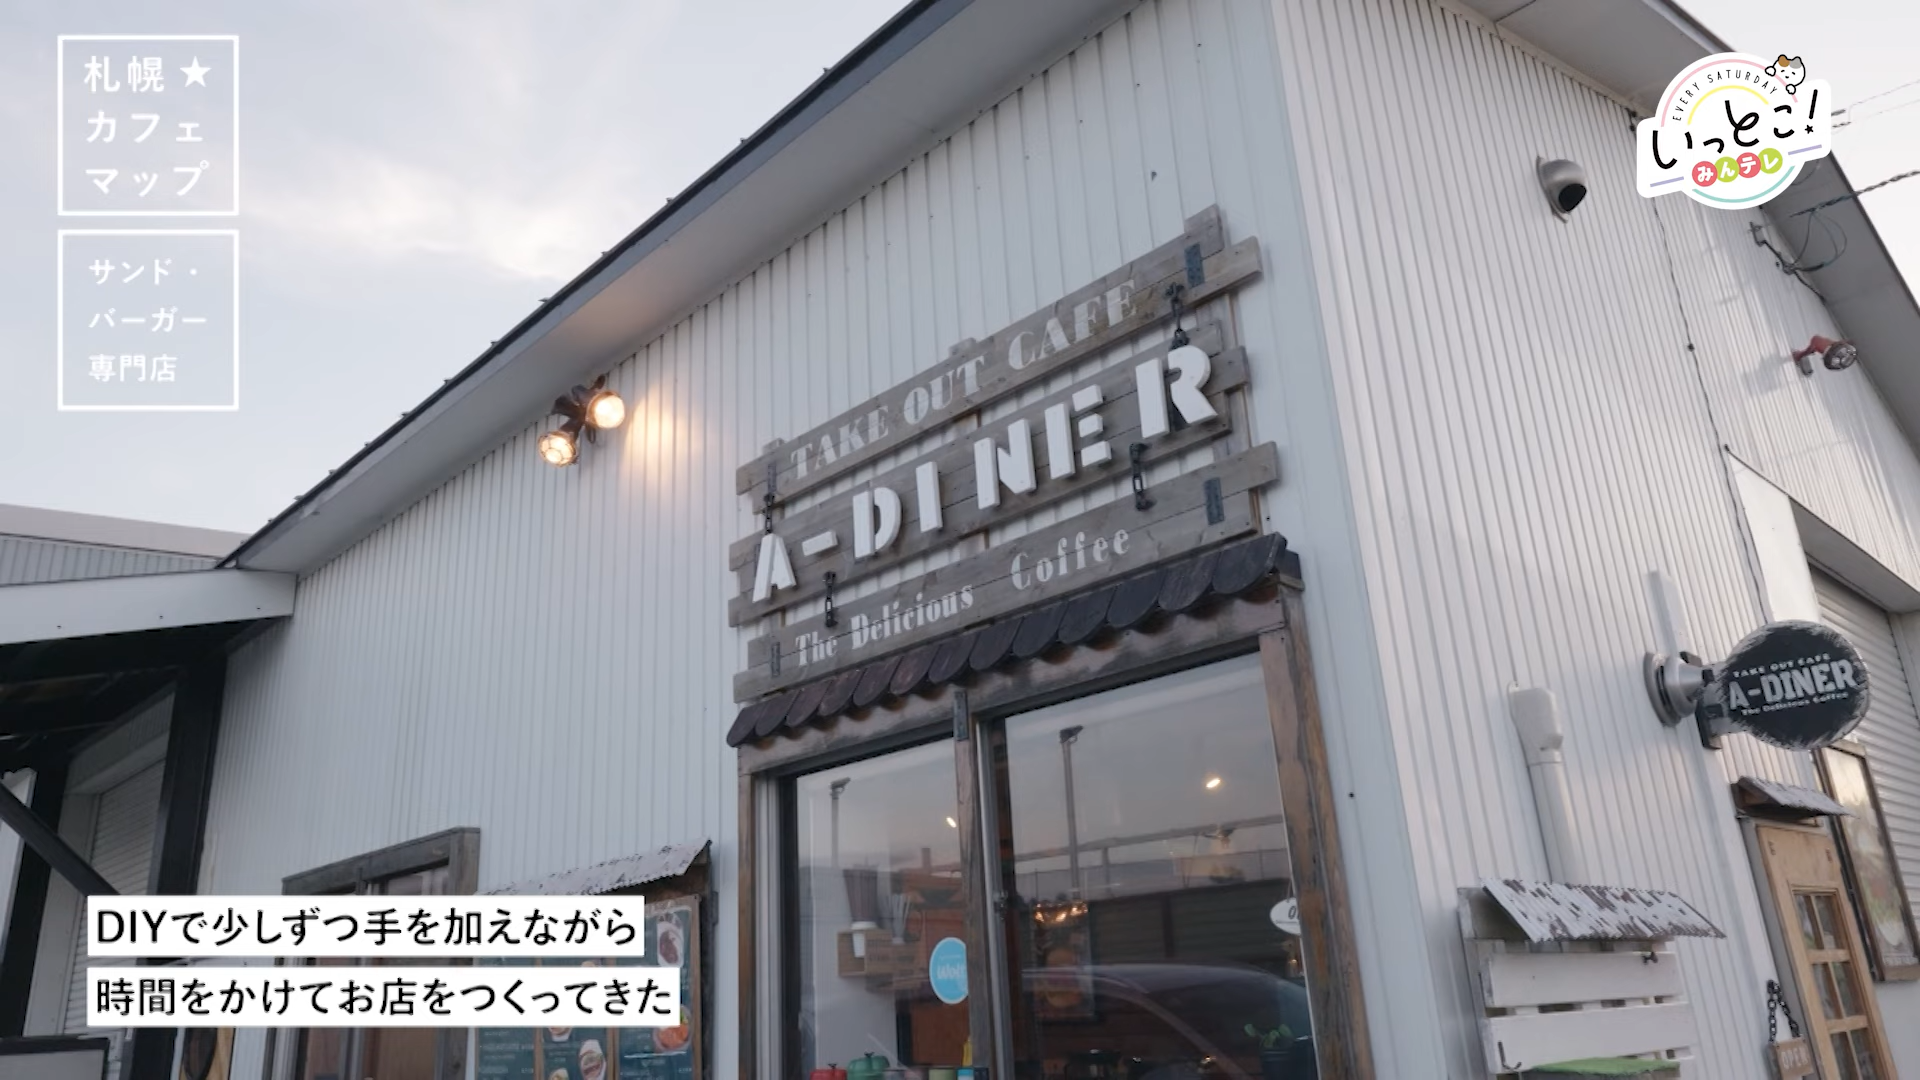 札幌★
カフェ
マップ
サンド・
バーガー
専門店
EVERY SATURDAY
いっとこ!
みんテレ
TAKE OUT CAFE
A-DINER
The Delicious Coffee
TAKE OUT CAFE
A-DINER
The Delicious Coffee
Wolt
OPEN
DIYで少しずつ手を加えながら
時間をかけてお店をつくってきた